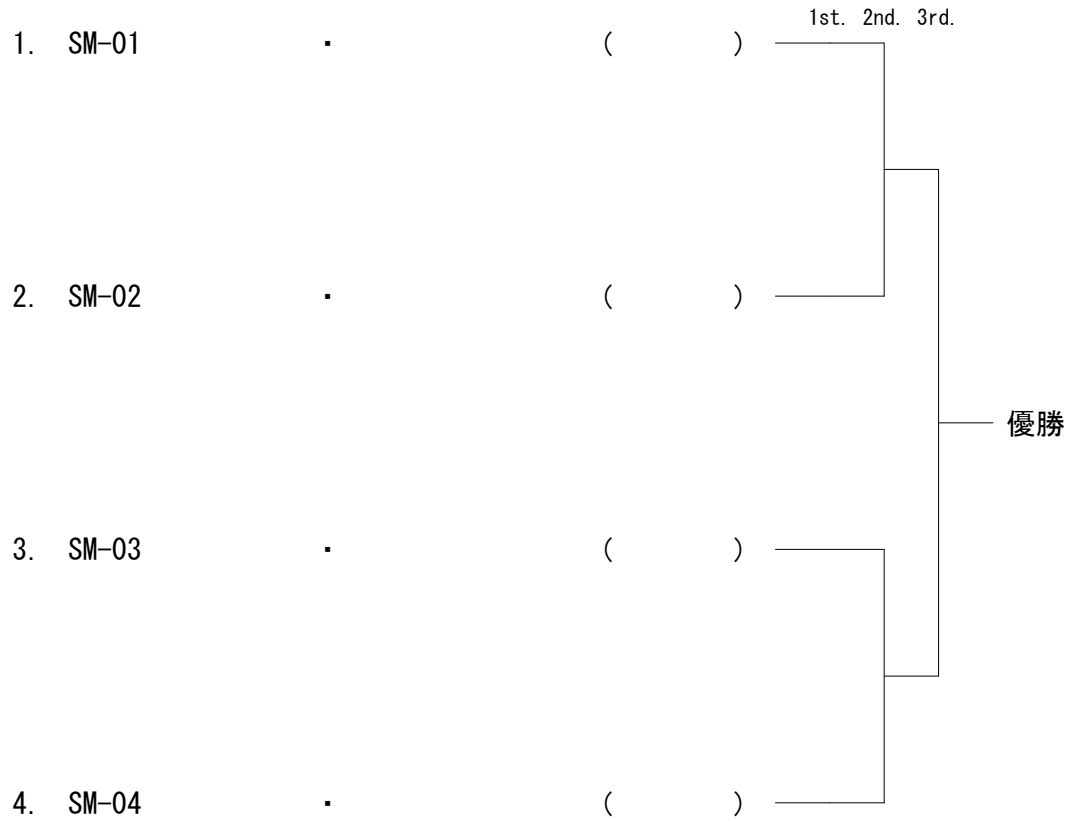 1st. 2nd. 3rd.
1. SM-01 ・ ( )
2. SM-02 ・ ( )
優勝
3. SM-03 ・ ( )
4. SM-04 ・ ( )